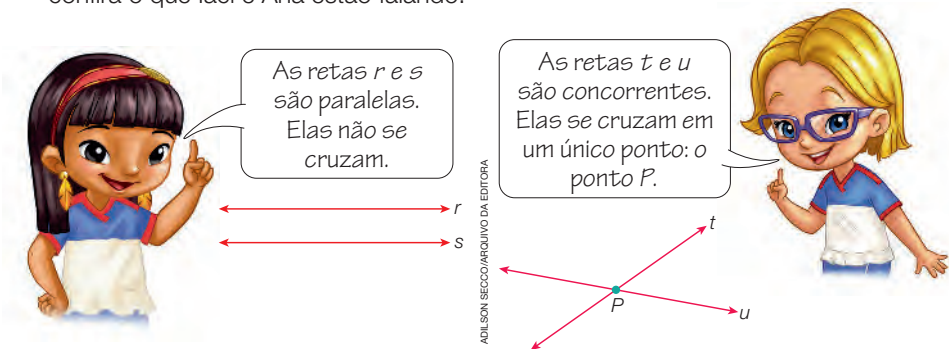 confira o que Iaci e Ana estão falando.
As retas r e s
são paralelas.
Elas não se
cruzam.
r
s
ADILSON SECCO/ARQUIVO DA EDITORA
As retas t e u
são concorrentes.
Elas se cruzam em
um único ponto: o
ponto P.
t
P
u